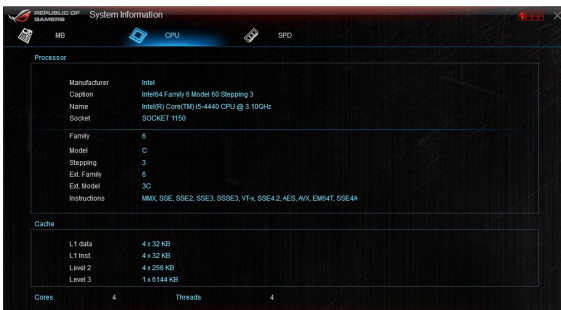 REPUBLIC OF GAMERS System Information
MB CPU SPD
Processor
Manufacturer Intel
Caption Intel64 Family 6 Model 60 Stepping 3
Name Intel(R) Core(TM) i5-4440 CPU @ 3.10GHz
Socket SOCKET 1150
Family 6
Model C
Stepping 3
Ext. Family 6
Ext. Model 3C
Instructions MMX, SSE, SSE2, SSE3, SSSE3, VT-x, SSE4.2, AES, AVX, EM64T, SSE4A
Cache
L1 data 4 x 32 KB
L1 Inst. 4 x 32 KB
Level 2 4 x 256 KB
Level 3 1 x 6144 KB
Cores 4 Threads 4